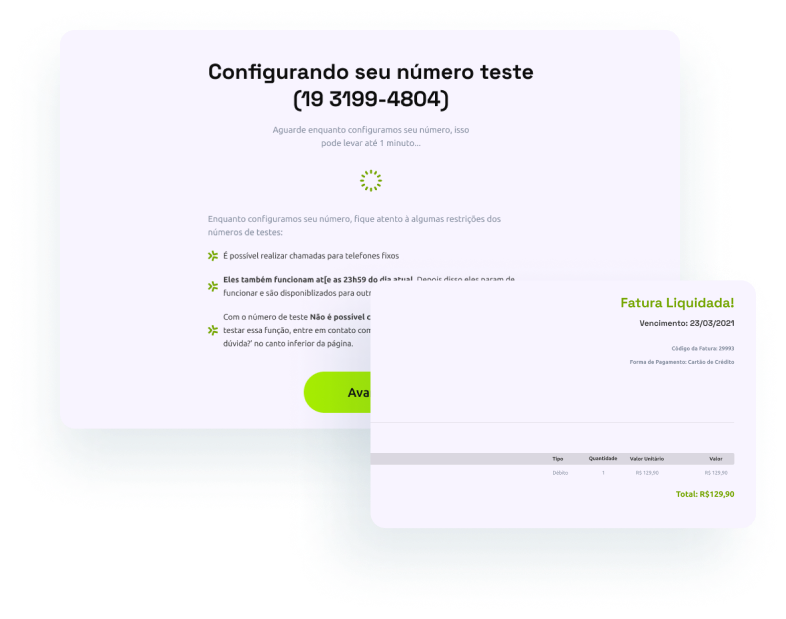 Configurando seu número teste
(19 3199-4804)
Aguarde enquanto configuramos seu número, isso
pode levar até 1 minuto...
Enquanto configuramos seu número, fique atento à algumas restrições dos
números de testes:
É possível realizar chamadas para telefones fixos
Eles também funcionam at[e as 23h59 do dia atual. Depois disso eles param de
funcionar e são disponiblizados para outr
Com o número de teste Não é possível c
testar essa função, entre em contato com
dúvida?' no canto inferior da página.
Ava
Fatura Liquidada!
Vencimento: 23/03/2021
Código da Fatura: 29993
Forma de Pagamento: Cartão de Crédito
Tipo Quantidade Valor Unitário Valor
Débito 1 R$ 129,90 R$ 129,90
Total: R$129,90